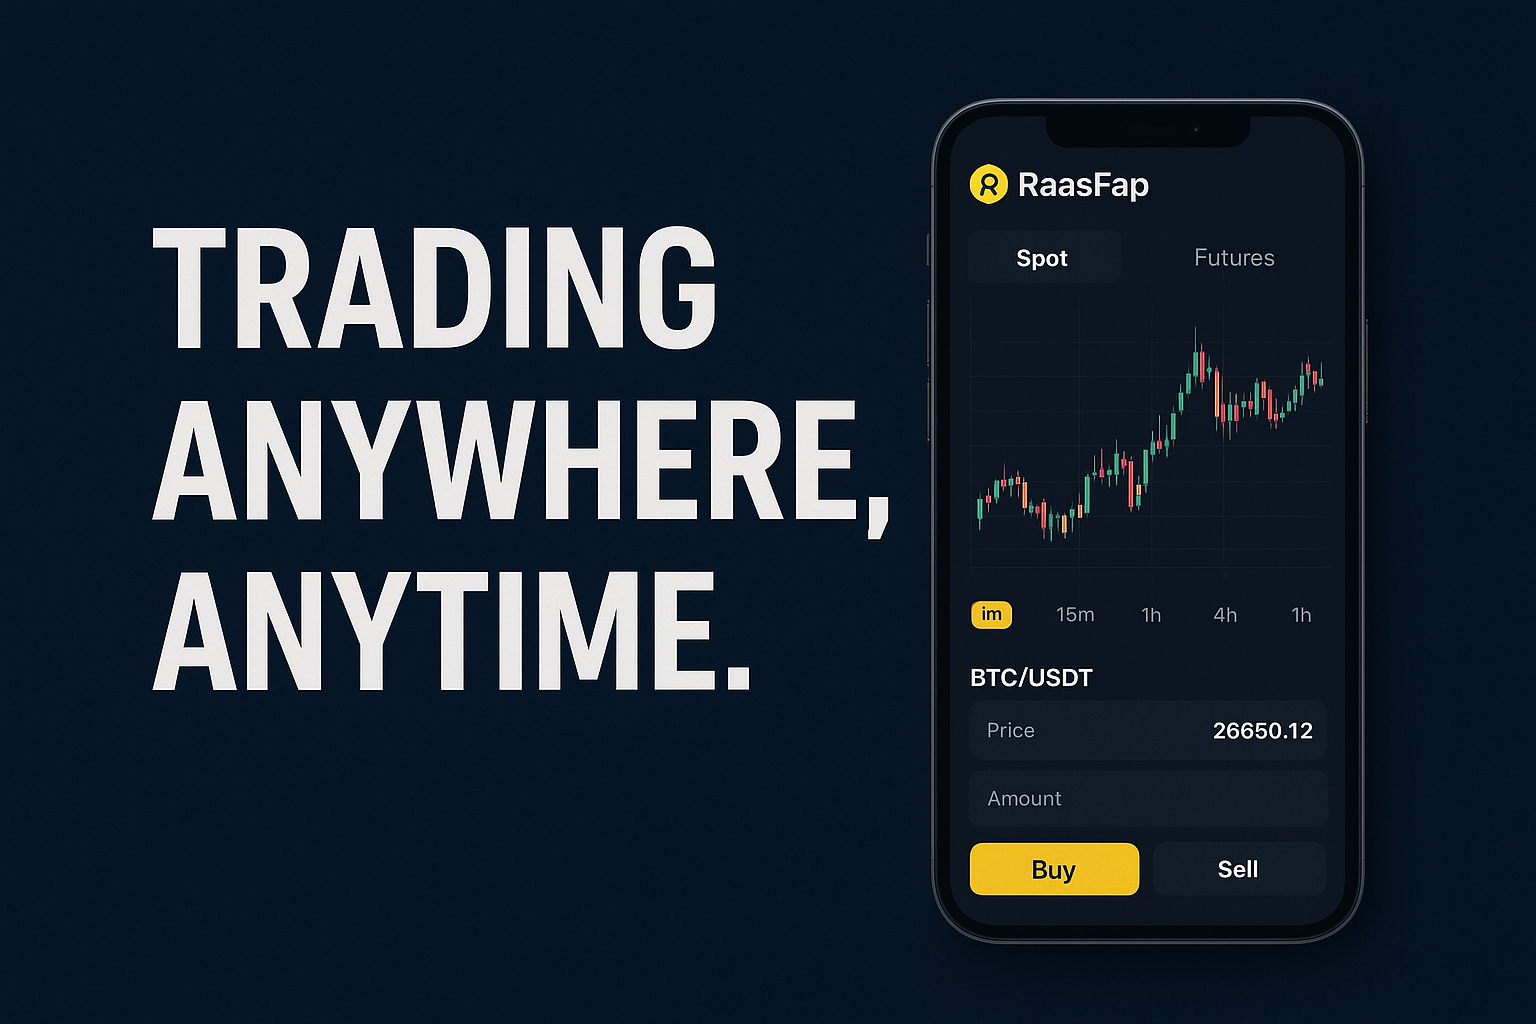 TRADING
ANYWHERE,
ANYTIME.
RaasFap
Spot Futures
im 15m 1h 4h 1h
BTC/USDT
Price 26650.12
Amount
Buy Sell